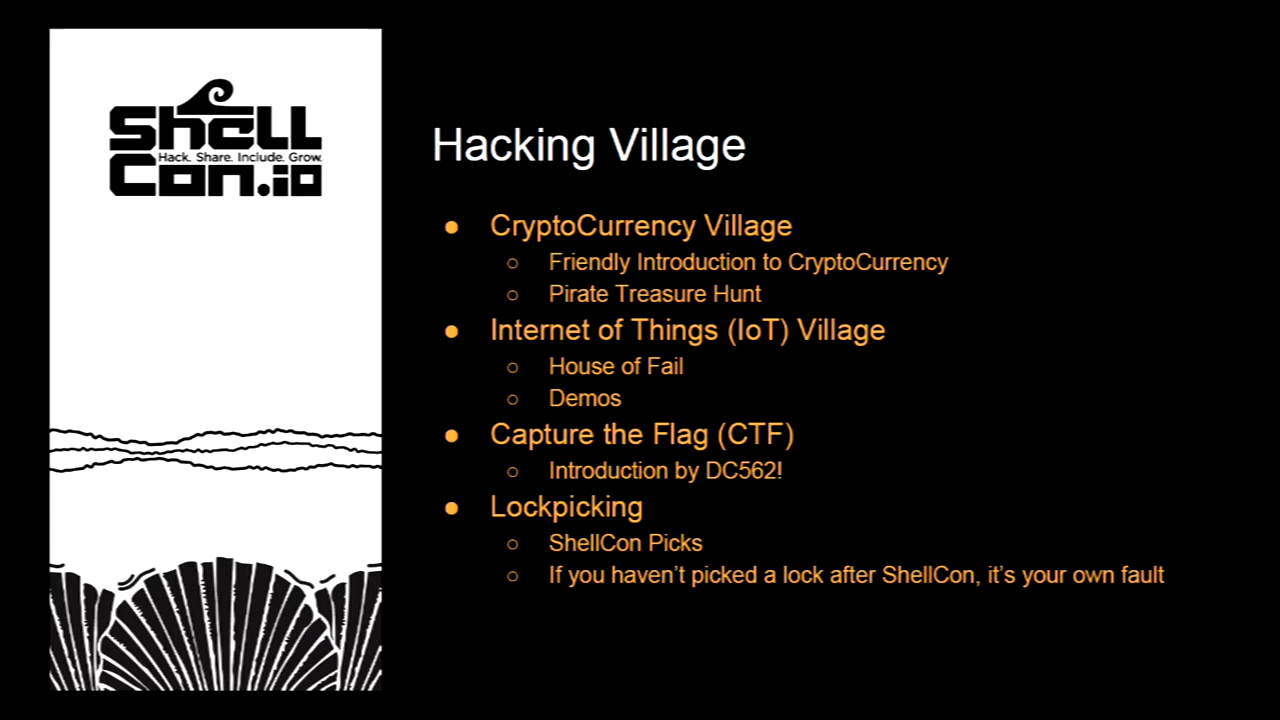 Shell
Hack. Share. Include. Grow.
Con.io
Hacking Village
● CryptoCurrency Village
○ Friendly Introduction to CryptoCurrency
○ Pirate Treasure Hunt
● Internet of Things (IoT) Village
○ House of Fail
○ Demos
● Capture the Flag (CTF)
○ Introduction by DC562!
● Lockpicking
○ ShellCon Picks
○ If you haven’t picked a lock after ShellCon, it’s your own fault